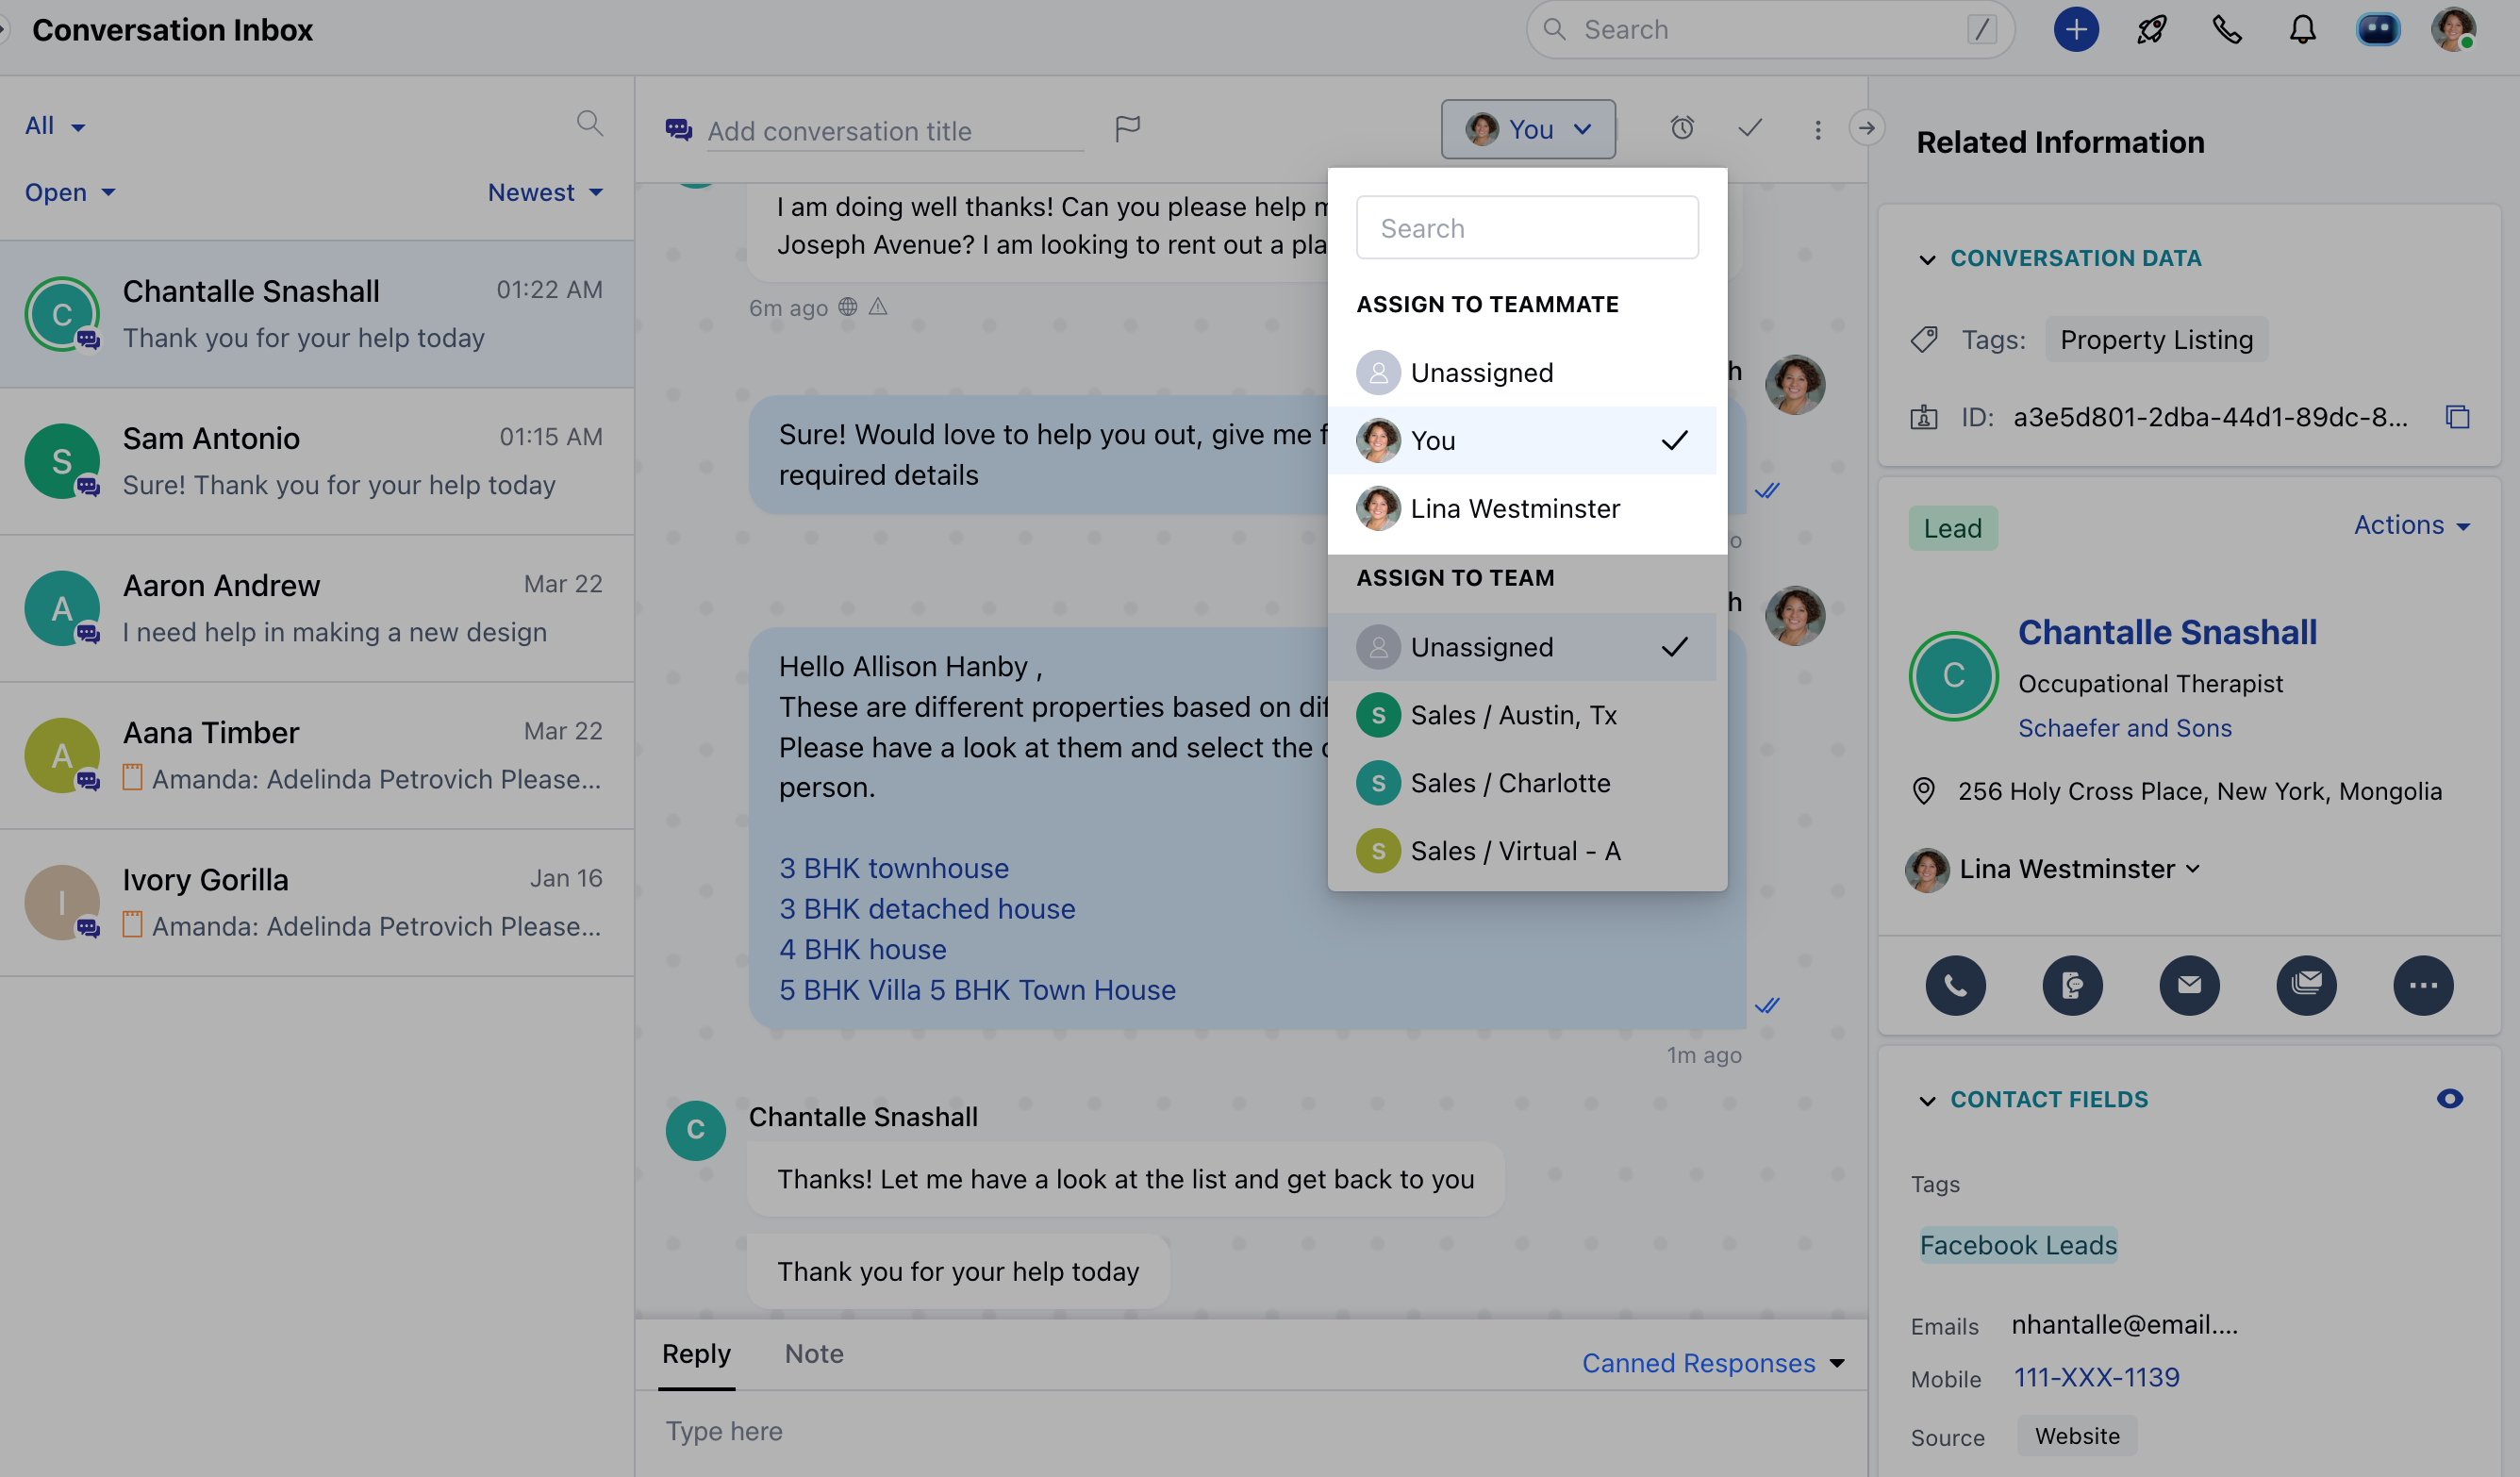 Conversation Inbox
Search
/
All
Open
Newest
C
Chantalle Snashall
01:22 AM
Thank you for your help today
S
Sam Antonio
01:15 AM
Sure! Thank you for your help today
A
Aaron Andrew
Mar 22
I need help in making a new design
A
Aana Timber
Mar 22
Amanda: Adelinda Petrovich Please...
I
Ivory Gorilla
Jan 16
Amanda: Adelinda Petrovich Please...
Add conversation title
You
I am doing well thanks! Can you please help
Joseph Avenue? I am looking to rent out a
6m ago
h
Sure! Would love to help you out, give me
required details
o
h
Hello Allison Hanby ,
These are different properties based on
Please have a look at them and select the
person.
3 BHK townhouse
3 BHK detached house
4 BHK house
5 BHK Villa 5 BHK Town House
1m ago
C
Chantalle Snashall
Thanks! Let me have a look at the list and get back to you
Thank you for your help today
Reply
Note
Canned Responses
Type here
Search
ASSIGN TO TEAMMATE
Unassigned
You
Lina Westminster
ASSIGN TO TEAM
Unassigned
S
Sales / Austin, Tx
S
Sales / Charlotte
S
Sales / Virtual - A
Related Information
CONVERSATION DATA
Tags:
Property Listing
ID:
a3e5d801-2dba-44d1-89dc-8...
Lead
Actions
C
Chantalle Snashall
Occupational Therapist
Schaefer and Sons
256 Holy Cross Place, New York, Mongolia
Lina Westminster
CONTACT FIELDS
Tags
Facebook Leads
Emails
nhantalle@email....
Mobile
111-XXX-1139
Source
Website